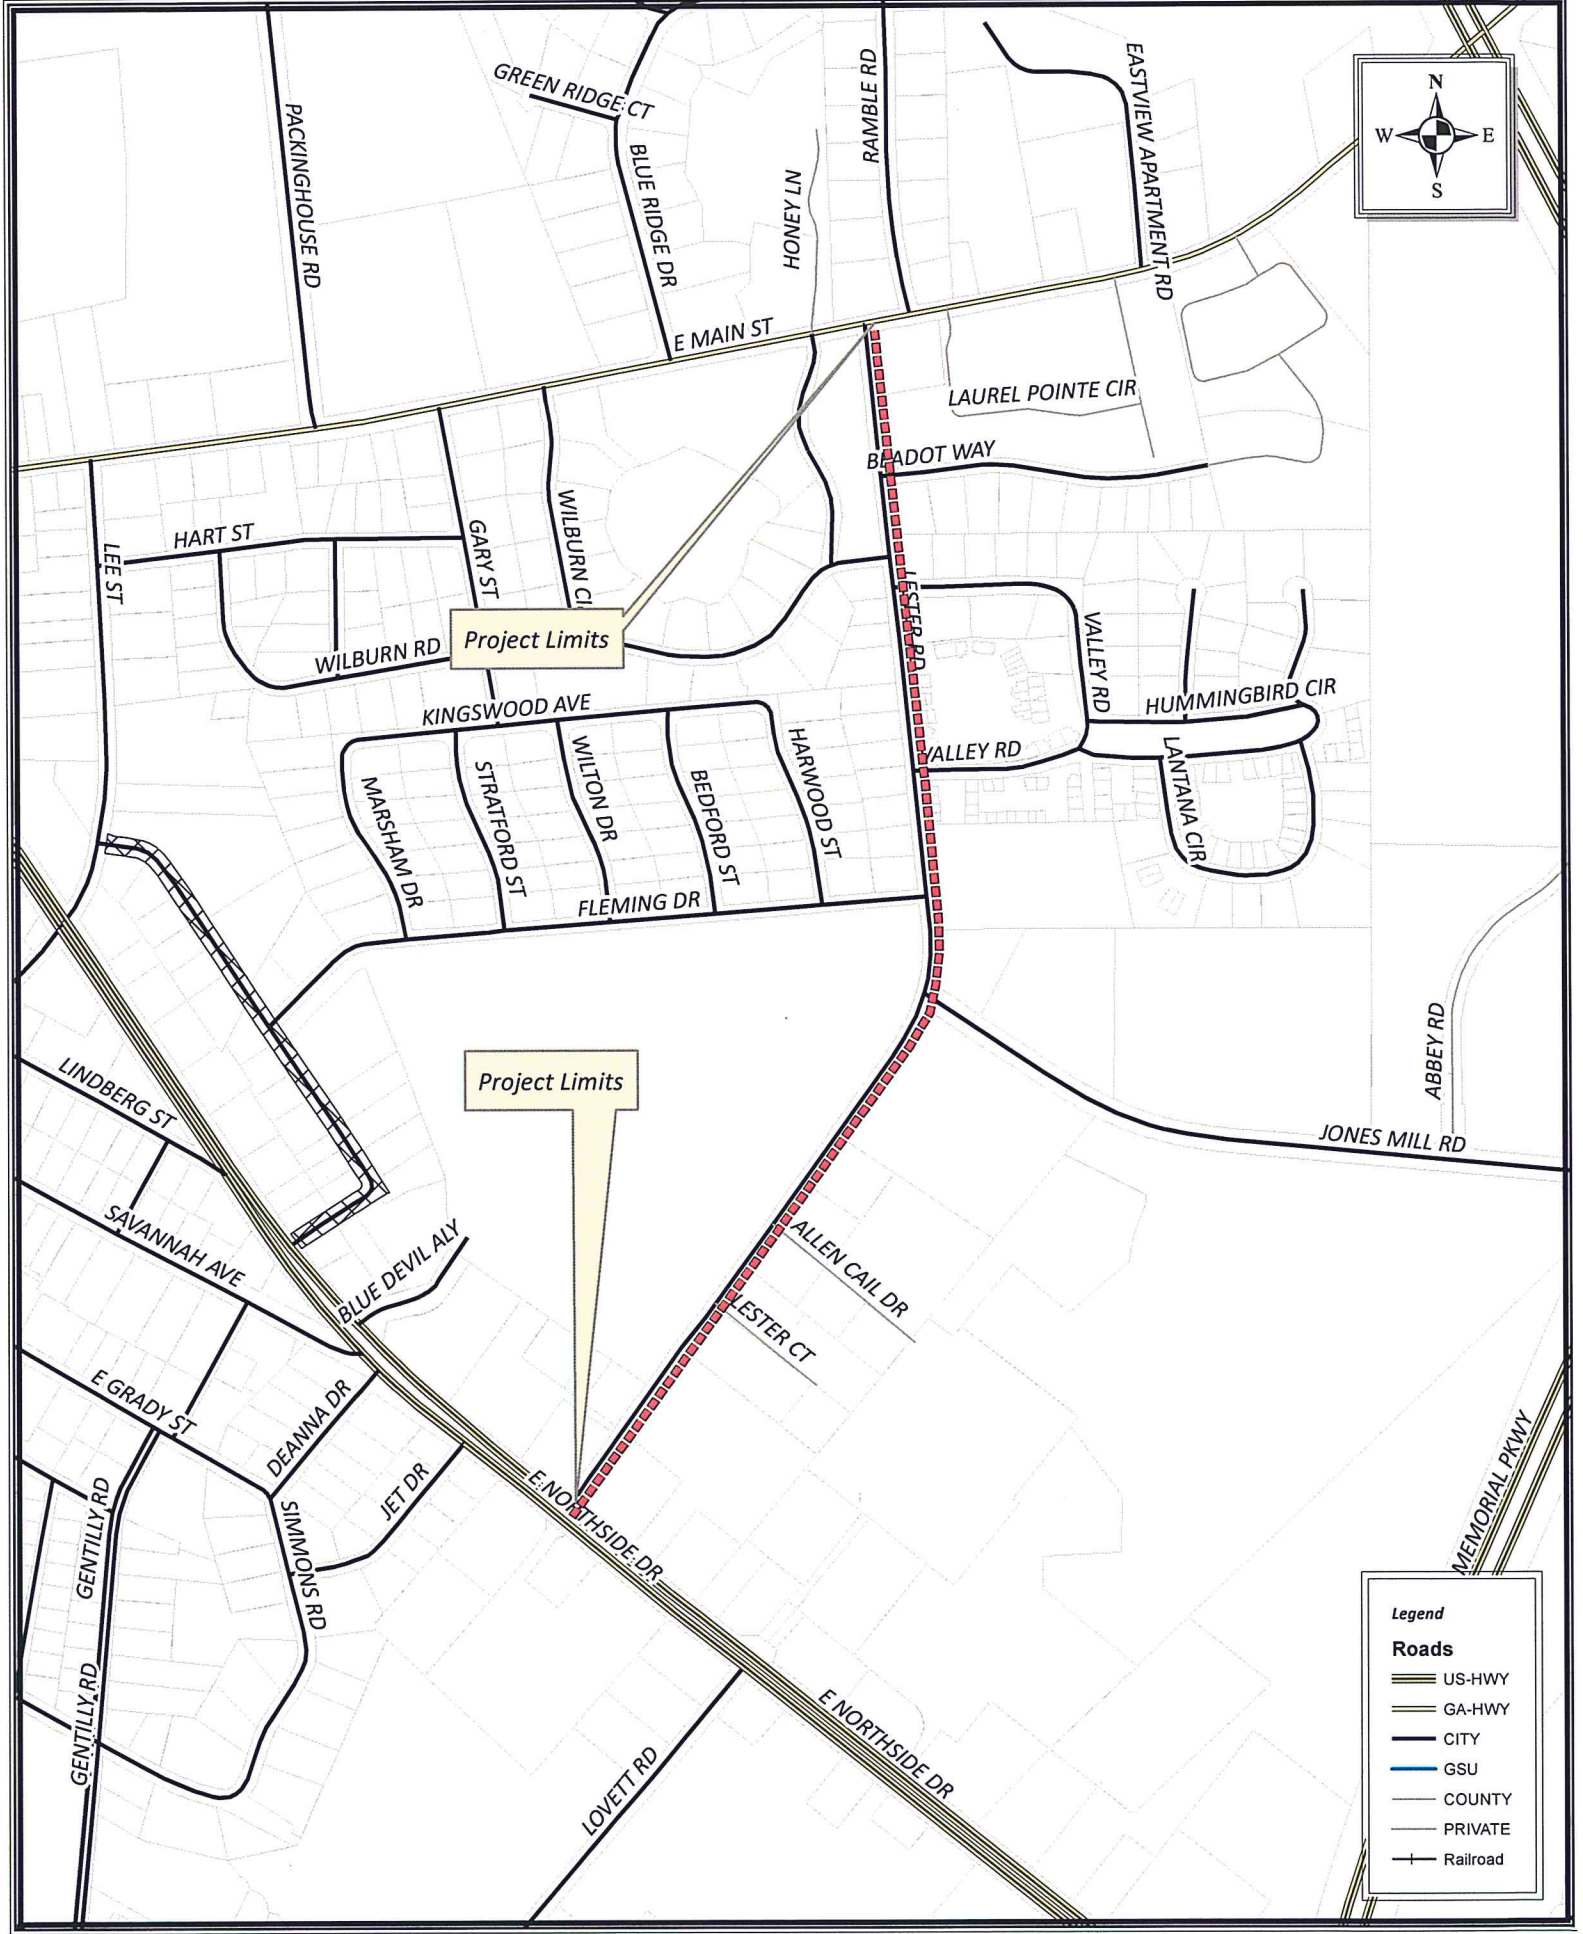 GREEN RIDGE CT
PACKINGHOUSE RD
BLUE RIDGE DR
HONEY LN
RAMBLE RD
EASTVIEW APARTMENT RD
N
W E
S
E MAIN ST
LAUREL POINTE CIR
BEADOT WAY
HART ST
LEE ST
GARY ST
WILBURN CI
Project Limits
WILBURN RD
LESTER RD
VALLEY RD
HUMMINGBIRD CIR
KINGSWOOD AVE
VALLEY RD
LANTANA CIR
MARSHAM DR
STRATFORD ST
WILTON DR
BEDFORD ST
HARWOOD ST
FLEMING DR
ABBEY RD
Project Limits
LINDBERG ST
JONES MILL RD
SAVANNAH AVE
BLUE DEVIL ALY
ALLEN CAIL DR
LESTER CT
E GRADY ST
DEANNA DR
JET DR
GENTILLY RD
SIMMONS RD
E NORTHSIDE DR
MEMORIAL PKWY
GENTILLY RD
LOVETT RD
E NORTHSIDE DR
Legend
Roads
US-HWY
GA-HWY
CITY
GSU
COUNTY
PRIVATE
Railroad